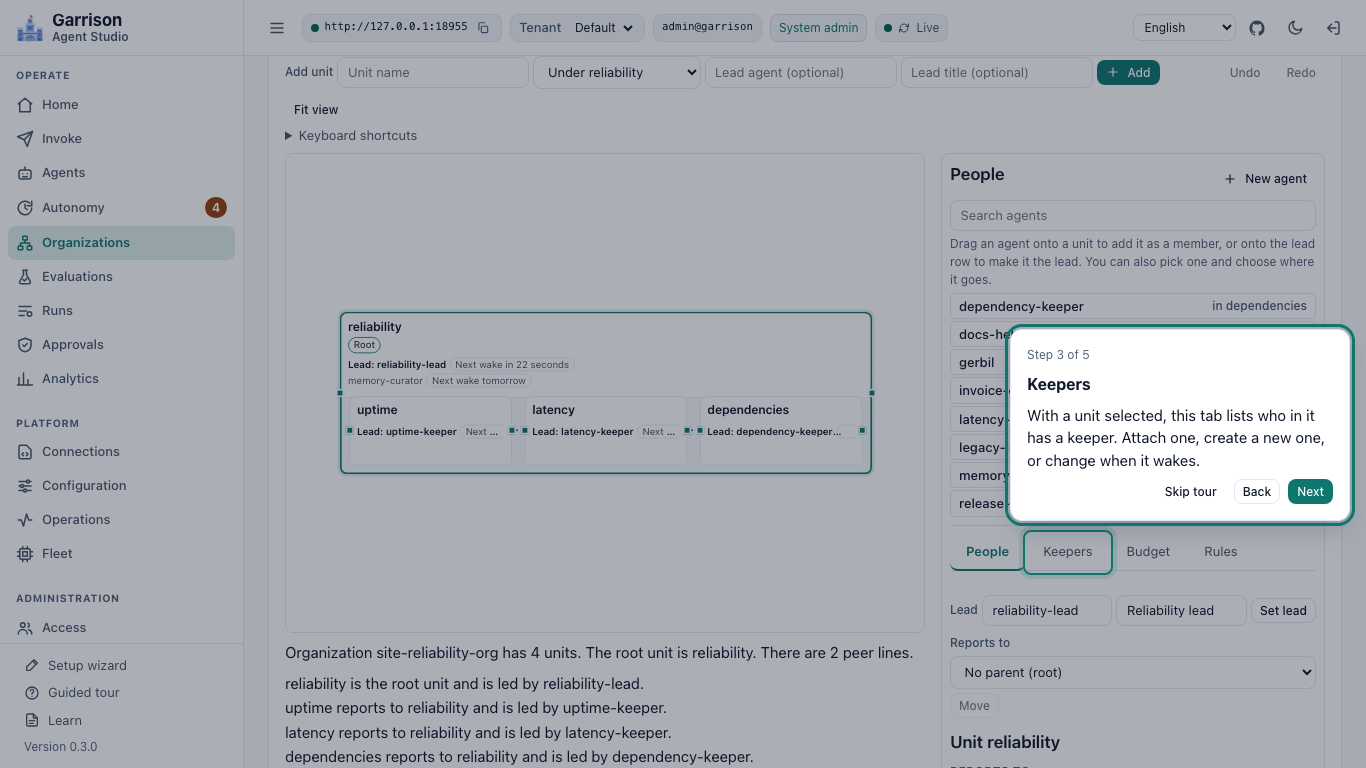 Garrison
Agent Studio
http://127.0.0.1:18955
Tenant Default
admin@garrison
System admin
Live
English
OPERATE
Home
Invoke
Agents
Autonomy 4
Organizations
Evaluations
Runs
Approvals
Analytics
PLATFORM
Connections
Configuration
Operations
Fleet
ADMINISTRATION
Access
Setup wizard
Guided tour
Learn
Version 0.3.0
Add unit Unit name Under reliability Lead agent (optional) Lead title (optional) + Add Undo Redo
Fit view
Keyboard shortcuts
reliability
Root
Lead: reliability-lead Next wake in 22 seconds
memory-curator Next wake tomorrow
uptime latency dependencies
Lead: uptime-keeper Next ... Lead: latency-keeper Next ... Lead: dependency-keeper...
Organization site-reliability-org has 4 units. The root unit is reliability. There are 2 peer lines.
reliability is the root unit and is led by reliability-lead.
uptime reports to reliability and is led by uptime-keeper.
latency reports to reliability and is led by latency-keeper.
dependencies reports to reliability and is led by dependency-keeper.
People
+ New agent
Search agents
Drag an agent onto a unit to add it as a member, or onto the lead
row to make it the lead. You can also pick one and choose where
it goes.
dependency-keeper in dependencies
gerbil
invoice-
latency-
legacy-
memory
release-
Step 3 of 5
Keepers
With a unit selected, this tab lists who in it
has a keeper. Attach one, create a new one,
or change when it wakes.
Skip tour Back Next
People Keepers Budget Rules
Lead reliability-lead Reliability lead Set lead
Reports to
No parent (root)
Move
Unit reliability